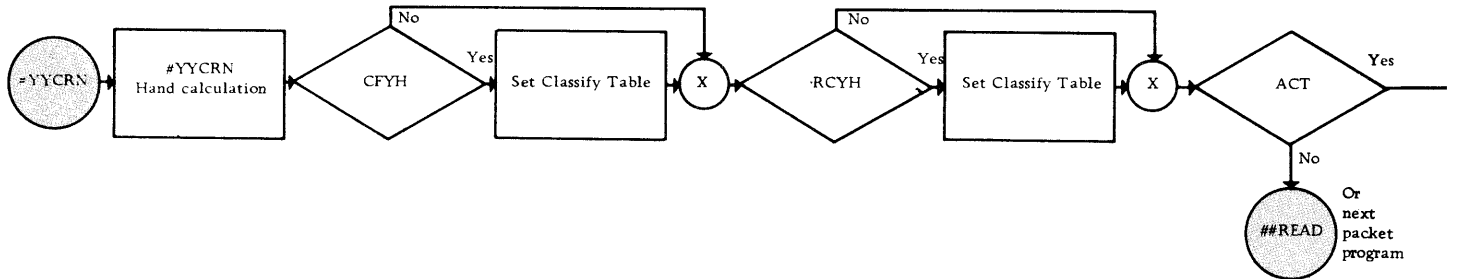 =YYCRN
#YYCRN
Hand calculation
CFYH
No
Yes
Set Classify Table
X
RCYH
No
Yes
Set Classify Table
X
ACT
Yes
No
##READ
Or
next
packet
program